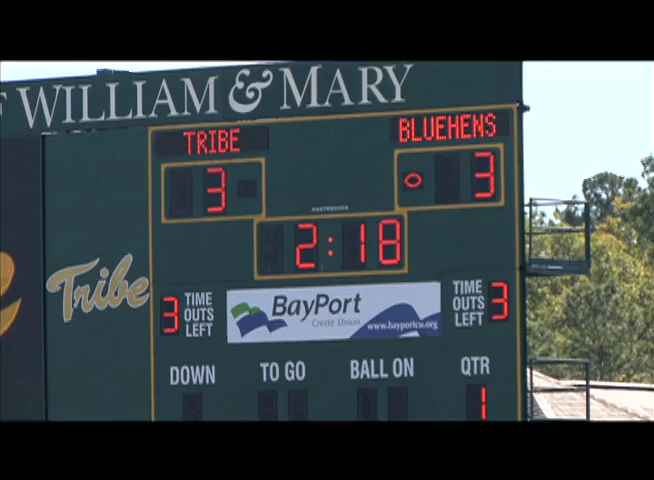 WILLIAM & MARY
TRIBE
BLUEHENS
3
3
2:18
Tribe
3
TIME
OUTS
LEFT
BayPort
Credit Union
www.bayportcu.org
TIME
OUTS
LEFT
3
DOWN
TO GO
BALL ON
QTR
1